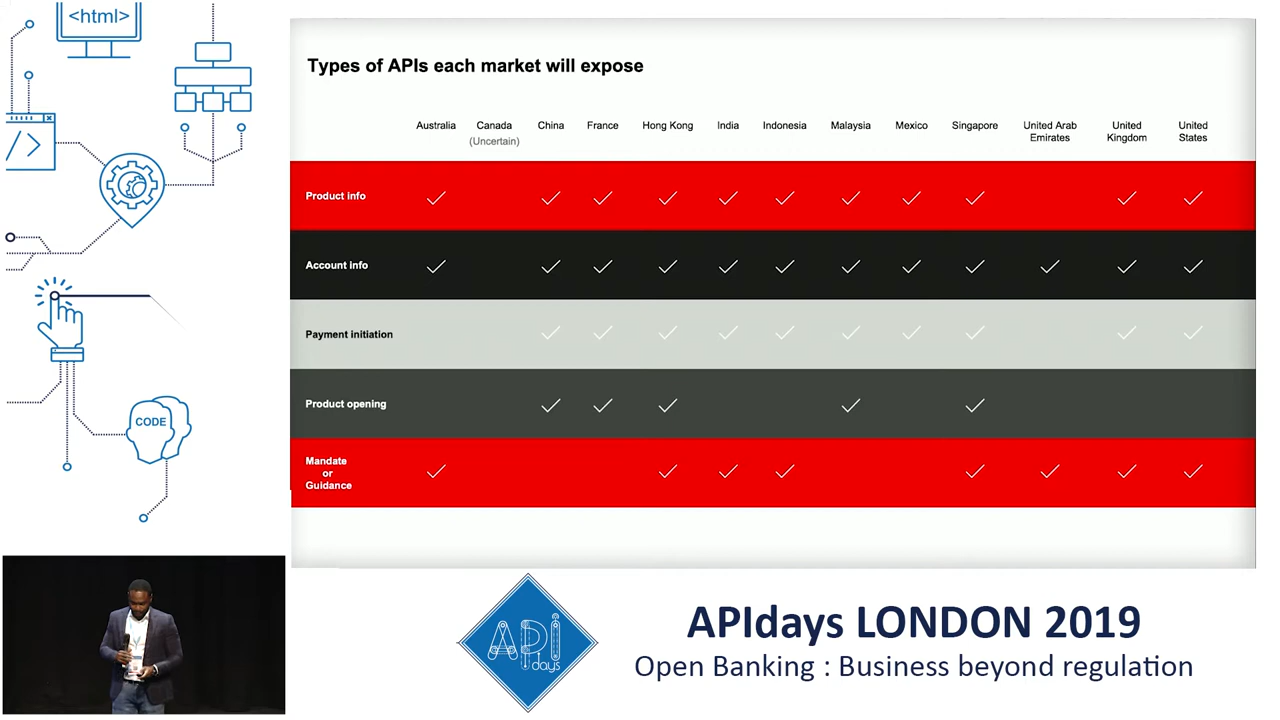 <html>
</>
CODE
Types of APIs each market will expose
Australia Canada China France Hong Kong India Indonesia Malaysia Mexico Singapore United Arab United United
(Uncertain) Emirates Kingdom States
Product info ✓ ✓ ✓ ✓ ✓ ✓ ✓ ✓ ✓ ✓ ✓
Account info ✓ ✓ ✓ ✓ ✓ ✓ ✓ ✓ ✓ ✓ ✓ ✓
Payment initiation ✓ ✓ ✓ ✓ ✓ ✓ ✓ ✓ ✓ ✓
Product opening ✓ ✓ ✓ ✓ ✓
Mandate
or ✓ ✓ ✓ ✓ ✓ ✓ ✓ ✓
Guidance
API
days
APIdays LONDON 2019
Open Banking : Business beyond regulation